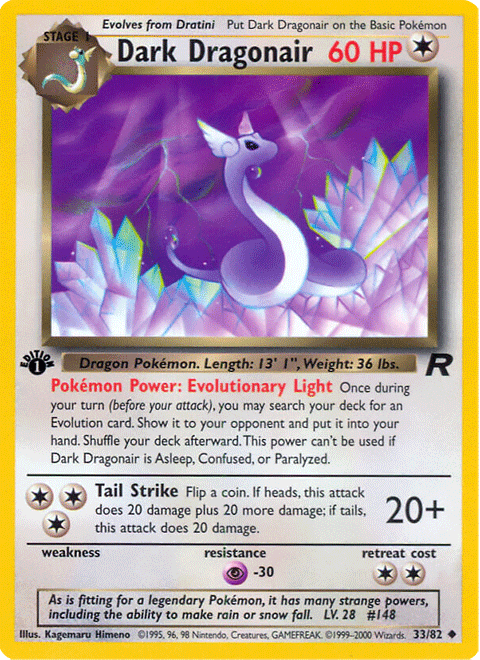 Evolves from Dratini Put Dark Dragonair on the Basic Pokémon
STAGE 1
Dark Dragonair 60 HP
EDITION
1
Dragon Pokémon. Length: 13' 1", Weight: 36 lbs.
R
Pokémon Power: Evolutionary Light Once during
your turn (before your attack), you may search your deck for an
Evolution card. Show it to your opponent and put it into your
hand. Shuffle your deck afterward. This power can't be used if
Dark Dragonair is Asleep, Confused, or Paralyzed.
Tail Strike Flip a coin. If heads, this attack
does 20 damage plus 20 more damage; if tails,
this attack does 20 damage.
20+
weakness resistance retreat cost
-30
As is fitting for a legendary Pokémon, it has many strange powers,
including the ability to make rain or snow fall. LV. 28 #148
Illus. Kagemaru Himeno ©1995, 96, 98 Nintendo, Creatures, GAMEFREAK. ©1999-2000 Wizards. 33/82